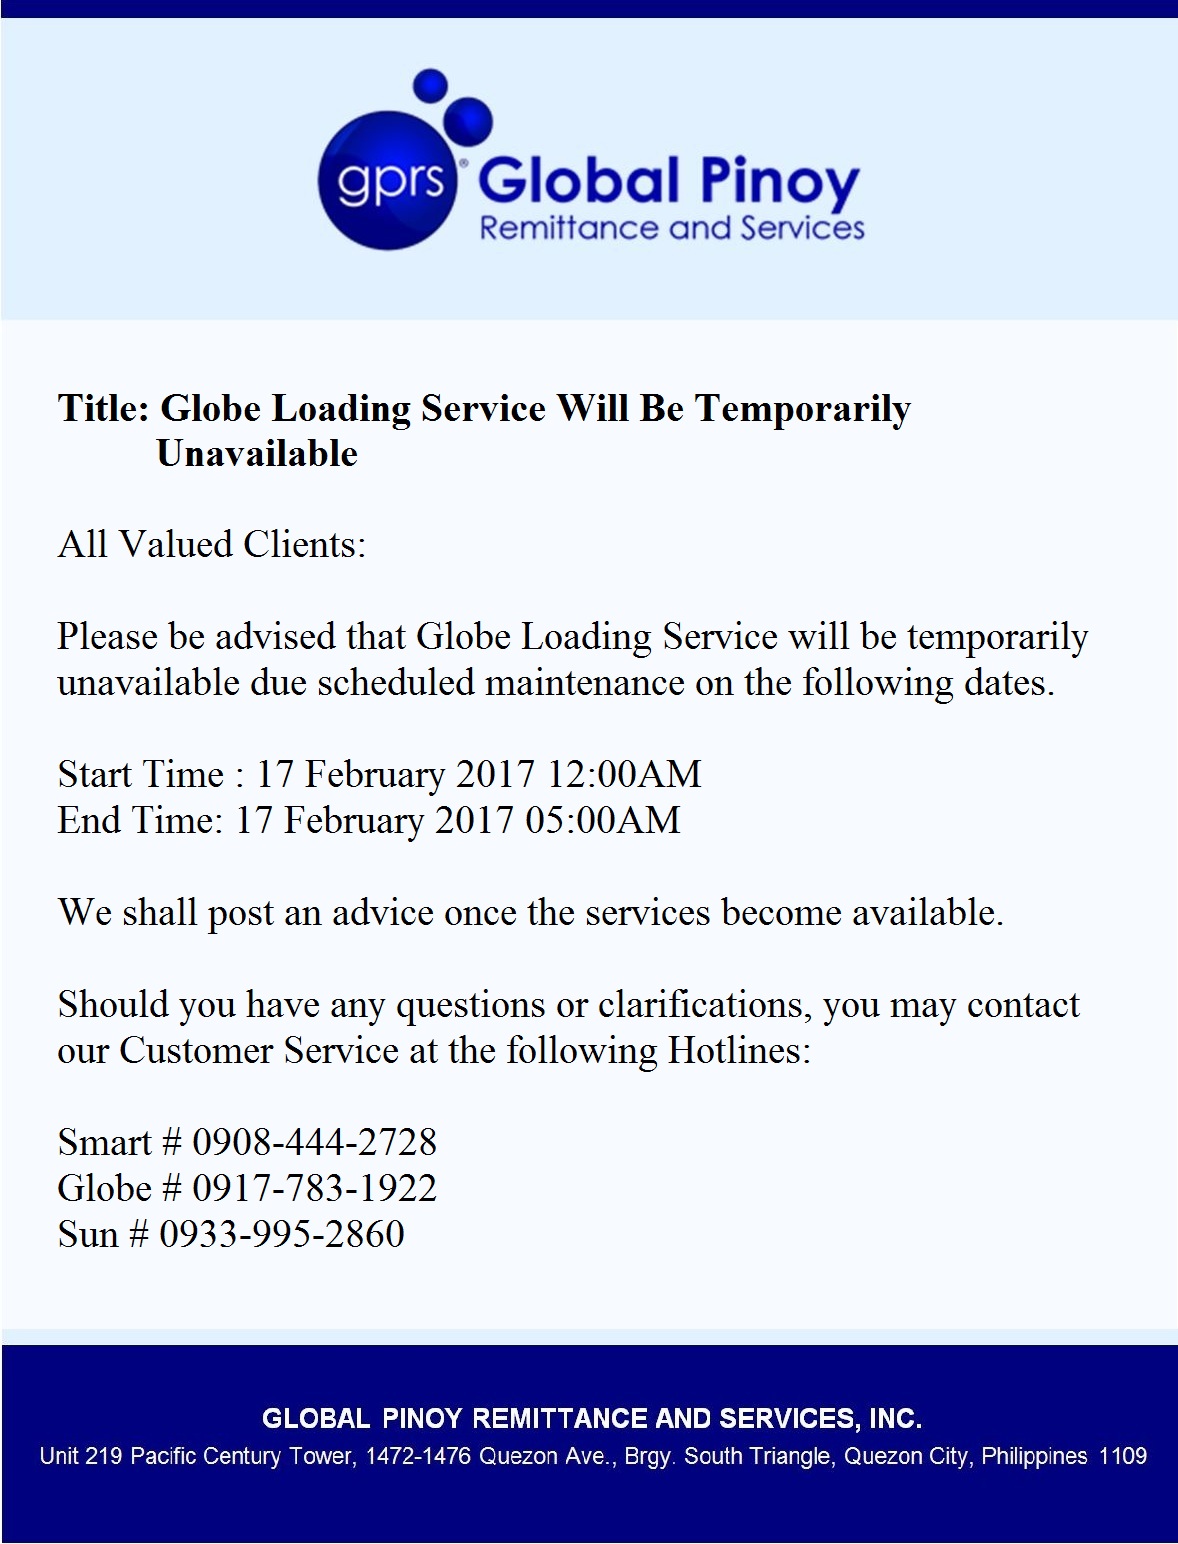 gprs® Global Pinoy
Remittance and Services
Title: Globe Loading Service Will Be Temporarily
Unavailable
All Valued Clients:
Please be advised that Globe Loading Service will be temporarily
unavailable due scheduled maintenance on the following dates.
Start Time : 17 February 2017 12:00AM
End Time: 17 February 2017 05:00AM
We shall post an advice once the services become available.
Should you have any questions or clarifications, you may contact
our Customer Service at the following Hotlines:
Smart # 0908-444-2728
Globe # 0917-783-1922
Sun # 0933-995-2860
GLOBAL PINOY REMITTANCE AND SERVICES, INC.
Unit 219 Pacific Century Tower, 1472-1476 Quezon Ave., Brgy. South Triangle, Quezon City, Philippines 1109